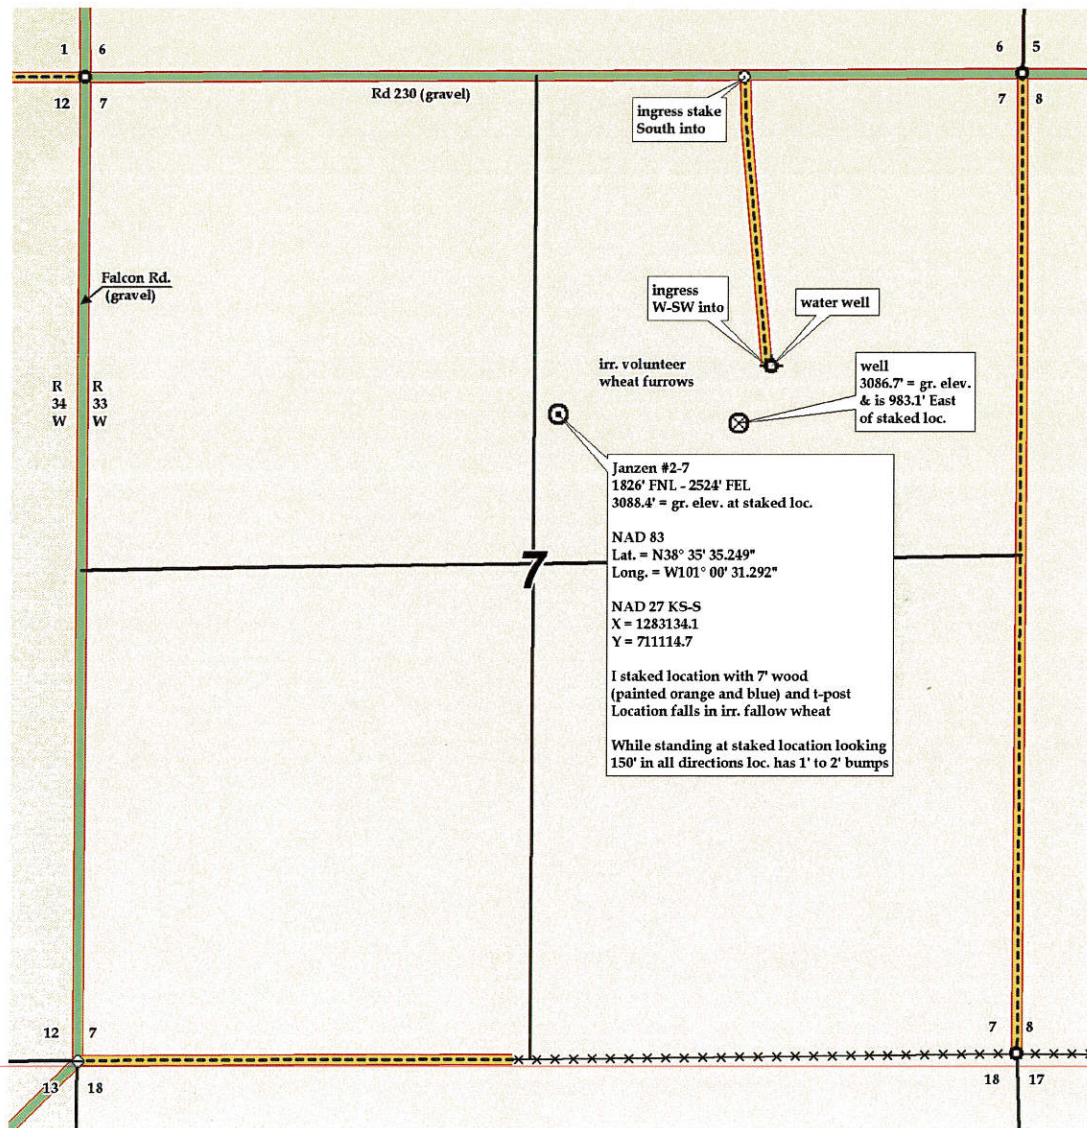 1 6
6 5
12 7
Rd 230 (gravel)
7 8
ingress stake
South into
Falcon Rd.
(gravel)
ingress
W-SW into
water well
irr. volunteer
wheat furrows
well
3086.7' = gr. elev.
& is 983.1' East
of staked loc.
R R
34 33
W W
Janzen #2-7
1826' FNL - 2524' FEL
3088.4' = gr. elev. at staked loc.
NAD 83
Lat. = N38° 35' 35.249"
Long. = W101° 00' 31.292"
7
NAD 27 KS-S
X = 1283134.1
Y = 711114.7
I staked location with 7' wood
(painted orange and blue) and t-post
Location falls in irr. fallow wheat
While standing at staked location looking
150' in all directions loc. has 1' to 2' bumps
12 7
7 8
13 18
18 17